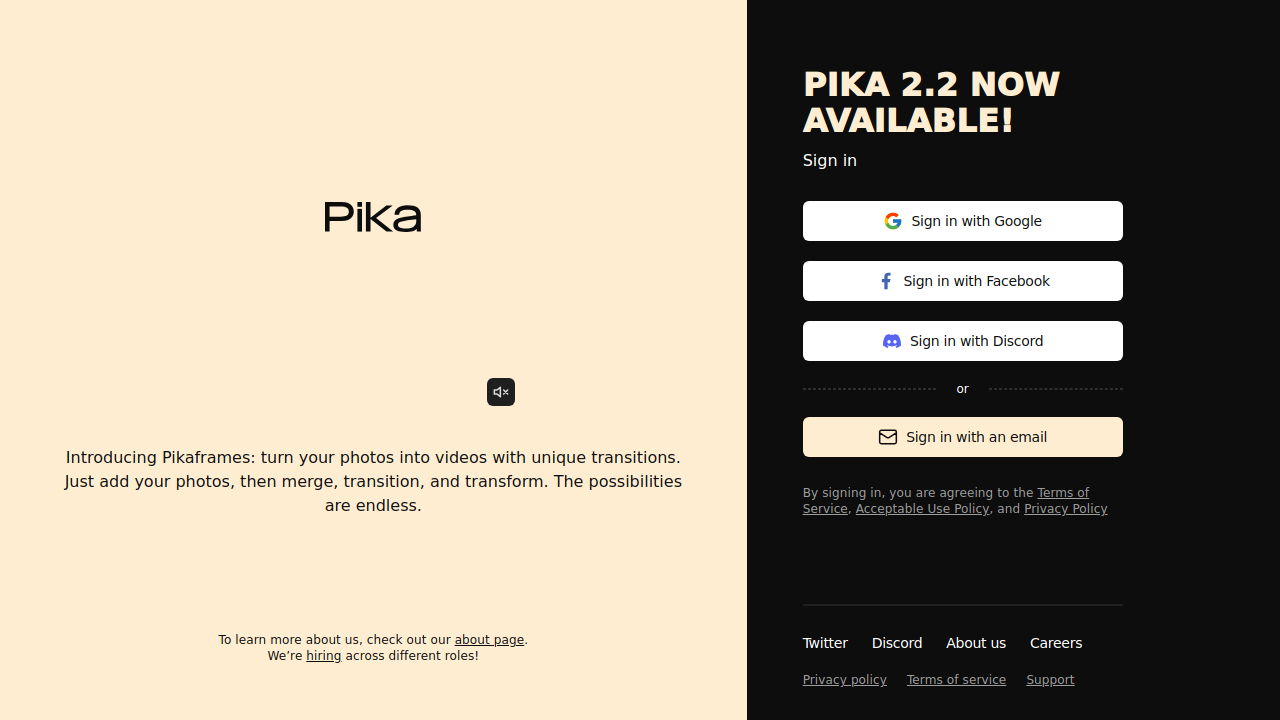 Pika
Introducing Pikaframes: turn your photos into videos with unique transitions.
Just add your photos, then merge, transition, and transform. The possibilities
are endless.
To learn more about us, check out our about page.
We’re hiring across different roles!
PIKA 2.2 NOW
AVAILABLE!
Sign in
Sign in with Google
Sign in with Facebook
Sign in with Discord
or
Sign in with an email
By signing in, you are agreeing to the Terms of
Service, Acceptable Use Policy, and Privacy Policy
Twitter Discord About us Careers
Privacy policy Terms of service Support